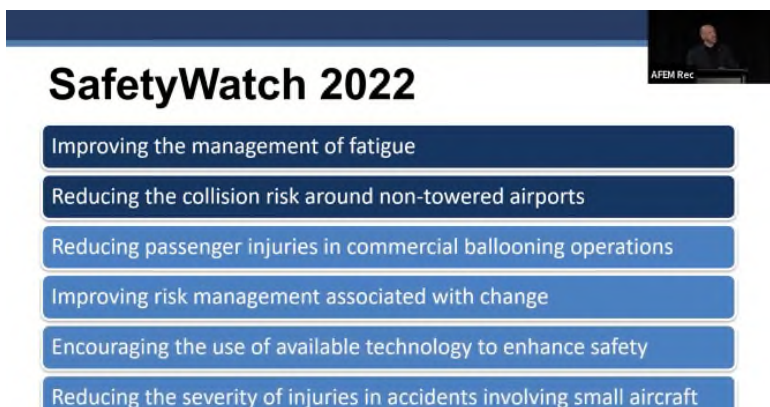 AFEM Rec
SafetyWatch 2022
Improving the management of fatigue
Reducing the collision risk around non-towered airports
Reducing passenger injuries in commercial ballooning operations
Improving risk management associated with change
Encouraging the use of available technology to enhance safety
Reducing the severity of injuries in accidents involving small aircraft